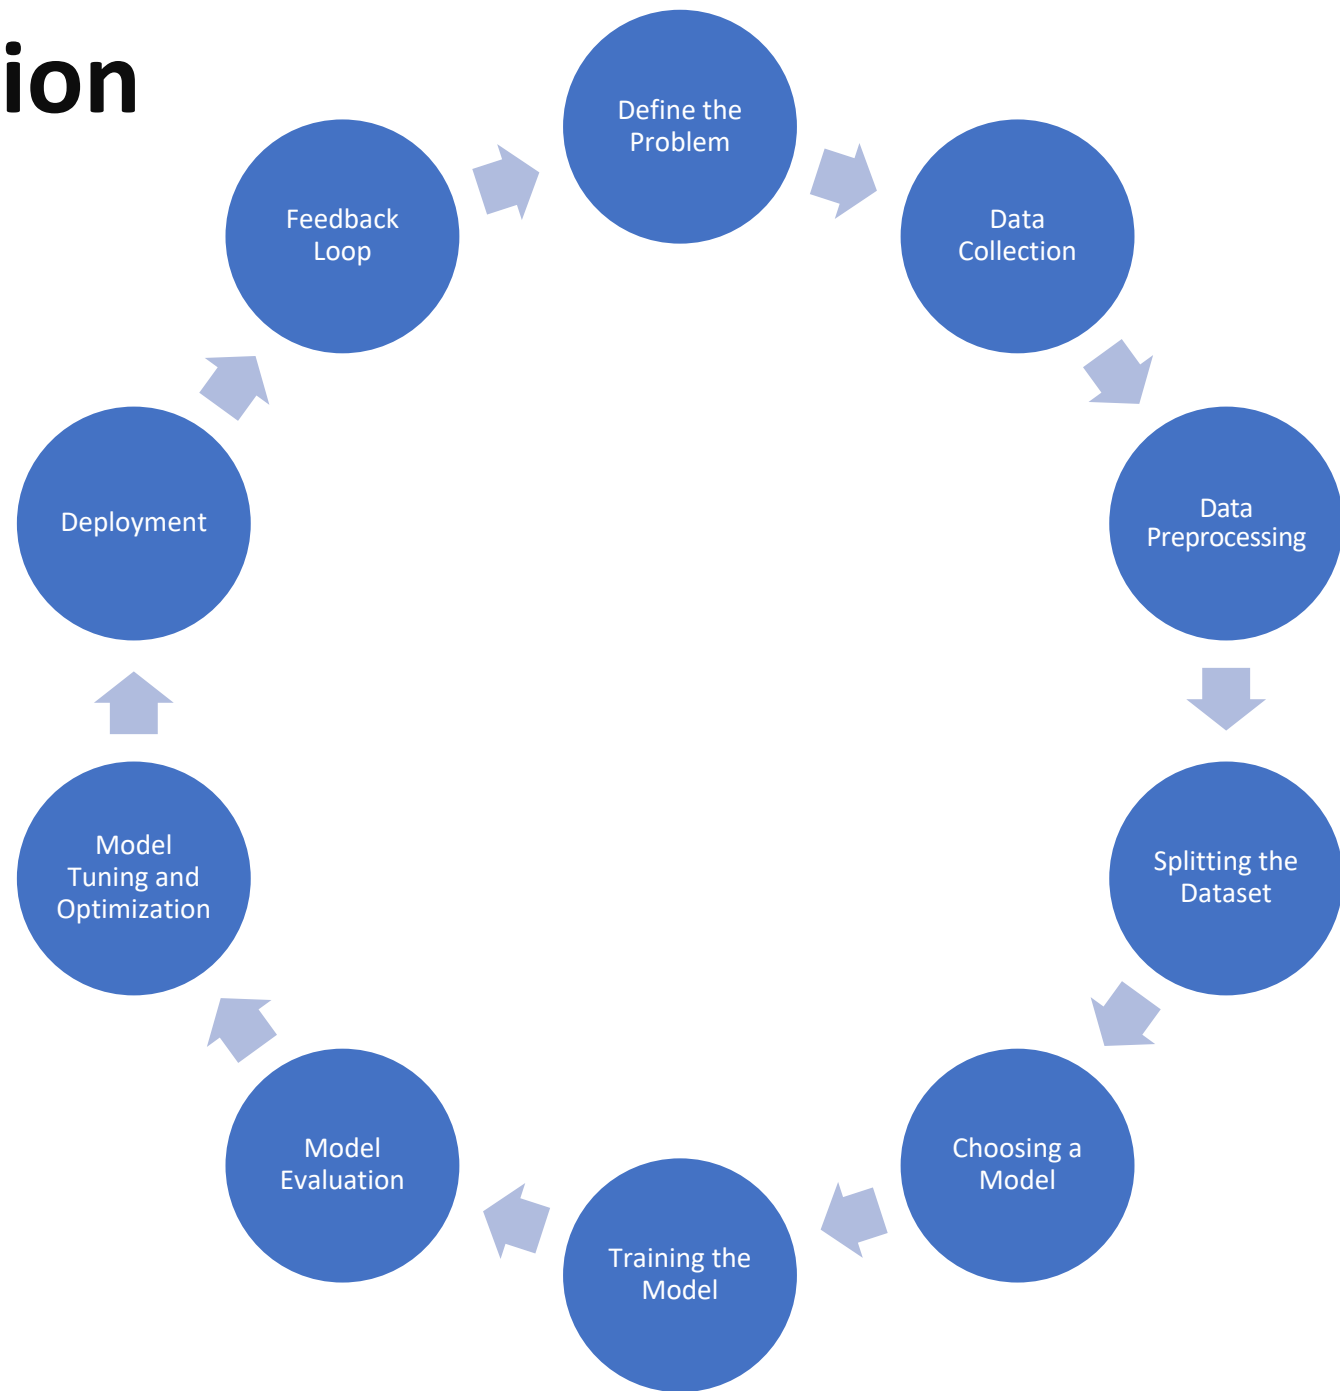 ion
Define the
Problem
Data
Collection
Data
Preprocessing
Splitting the
Dataset
Choosing a
Model
Training the
Model
Model
Evaluation
Model
Tuning and
Optimization
Deployment
Feedback
Loop